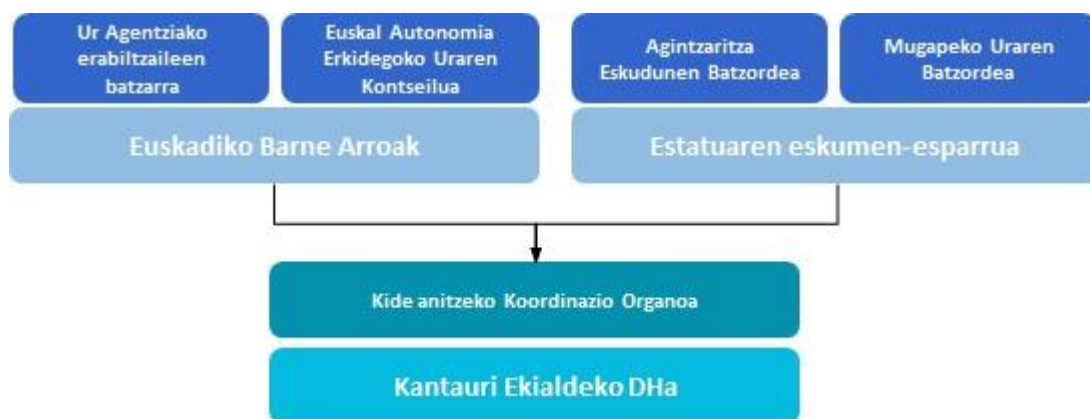 Ur Agentziako
erabiltzaileen
batzarra
Euskal Autonomia
Erkidegoko Uraren
Kontseilua
Agintzaritza
Eskudunen Batzordea
Mugapeko Uraren
Batzordea
Euskadiko Barne Arroak
Estatuaren eskumen-esparrua
Kide anitzeko Koordinazio Organoa
Kantauri Ekialdeko DHa